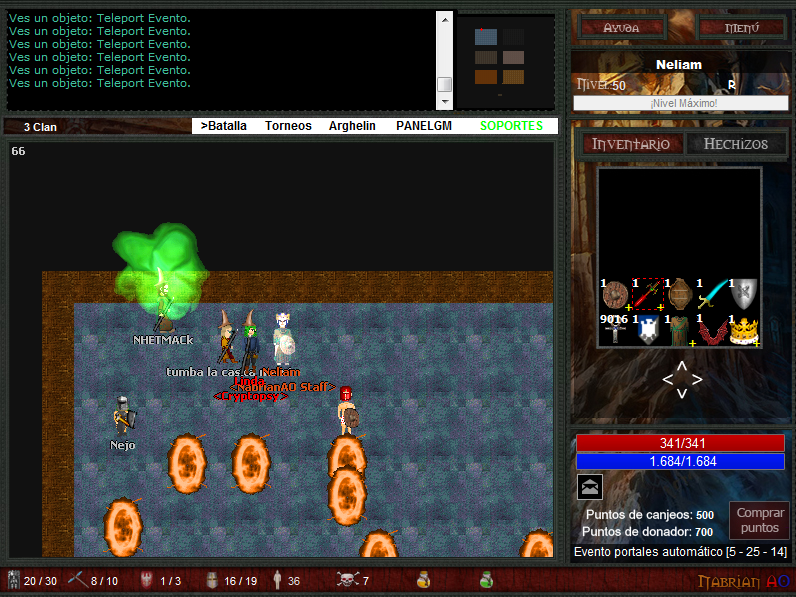 Ves un objeto: Teleport Evento.
Ves un objeto: Teleport Evento.
Ves un objeto: Teleport Evento.
Ves un objeto: Teleport Evento.
Ves un objeto: Teleport Evento.
Ves un objeto: Teleport Evento.
Ayuda
Menú
Neliam
Nivel: 50
R
¡Nivel Máximo!
3 Clan
>Batalla Torneos Arghelin PANELGM SOPORTES
66
Inventario
Hechizos
1 1 1 1 1
9016 1 1 1 1
NHETMACk
tumba la casca
Neliam
<NabrianAO Staff>
<Cryptopsy>
Nejo
341/341
1.684/1.684
Puntos de canjeos: 500
Puntos de donador: 700
Comprar puntos
Evento portales automático [5 - 25 - 14]
20 / 30
8 / 10
1 / 3
16 / 19
36
7
Nabrian AO